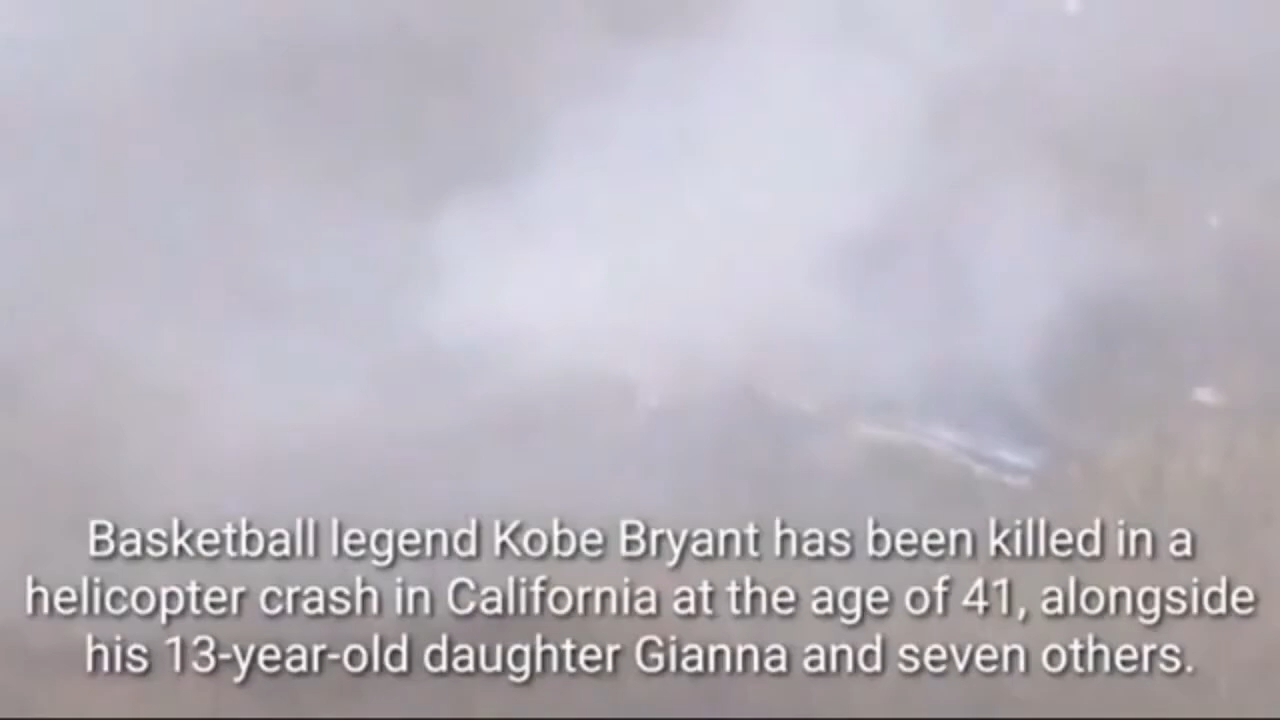 Basketball legend Kobe Bryant has been killed in a
helicopter crash in California at the age of 41, alongside
his 13-year-old daughter Gianna and seven others.